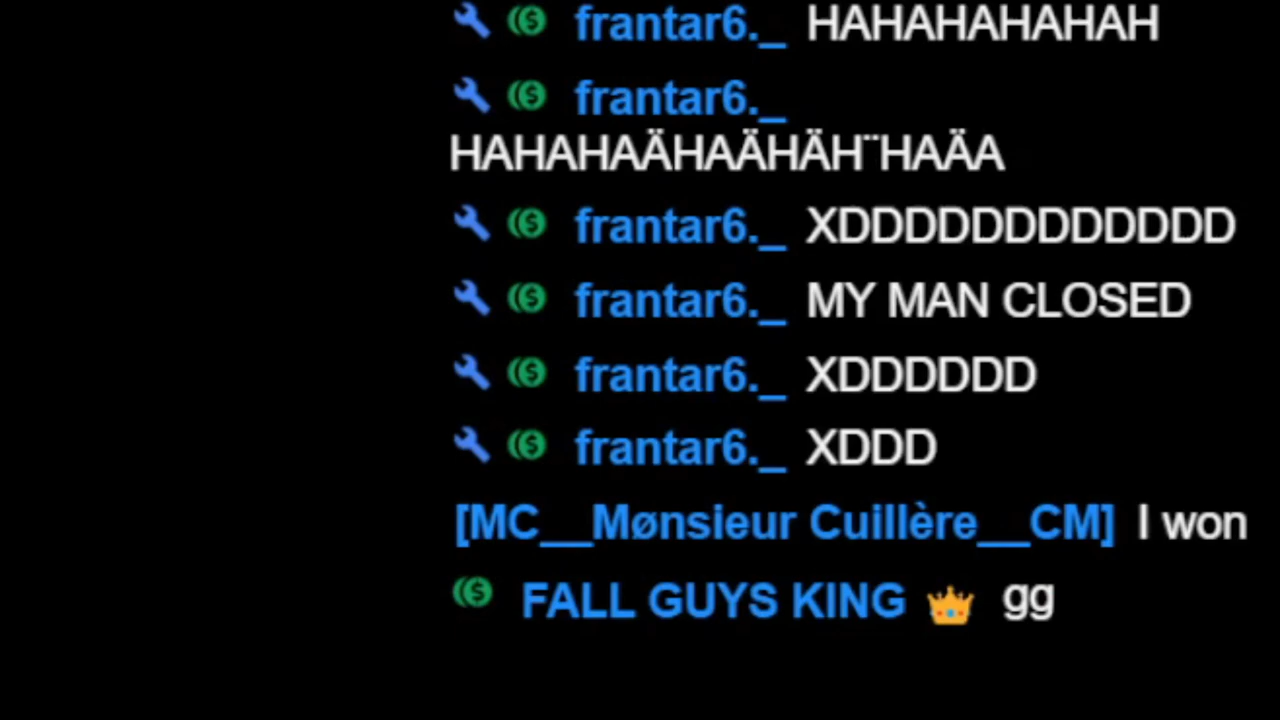 frantar6._ HAHAHAHAHAH
frantar6._
HAHAHAÄHAÄHÄH¨HAÄA
frantar6._ XDDDDDDDDDDDD
frantar6._ MY MAN CLOSED
frantar6._ XDDDDDD
frantar6._ XDDD
[MC__Mønsieur Cuillère__CM] I won
FALL GUYS KING 👑 gg